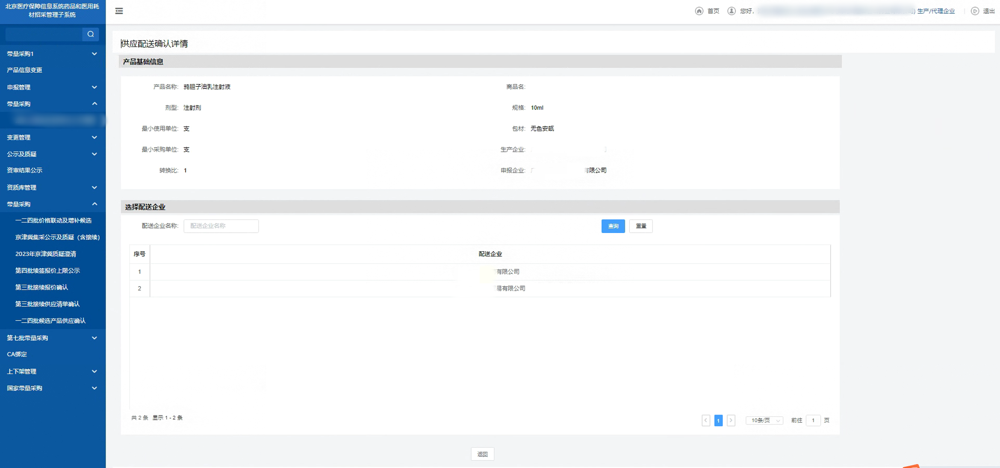 北京医疗保障信息系统药品和医用耗
材招采管理子系统
首页
您好,
) 生产/代理企业
退出
带量采购1
产品信息变更
申报管理
带量采购
变更管理
公示及质疑
资审结果公示
资质库管理
带量采购
一二四批价格联动及增补候选
京津冀集采公示及质疑（含接续）
2023年京津冀质疑澄清
第四批续签报价上限公示
第三批接续报价确认
第三批接续供应清单确认
一二四批候选产品供应确认
第七批带量采购
CA绑定
上下架管理
国家带量采购
供应配送确认详情
产品基础信息
产品名称: 鸦胆子油乳注射液
商品名:
剂型: 注射剂
规格: 10ml
最小使用单位: 支
包材: 无色安瓿
最小采购单位: 支
生产企业:
转换比: 1
申报企业: 有限公司
选择配送企业
配送企业名称: 配送企业名称
查询
重置
序号 配送企业
1 有限公司
2 易有限公司
共 2 条 显示 1 - 2 条
1
10条/页
前往 1 页
返回